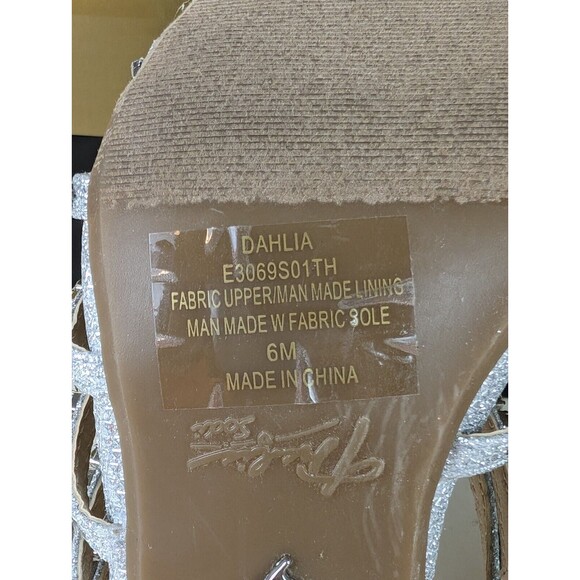 DAHLIA
E3069S01TH
FABRIC UPPER/MAN MADE LINING
MAN MADE W FABRIC SOLE
6M
MADE IN CHINA